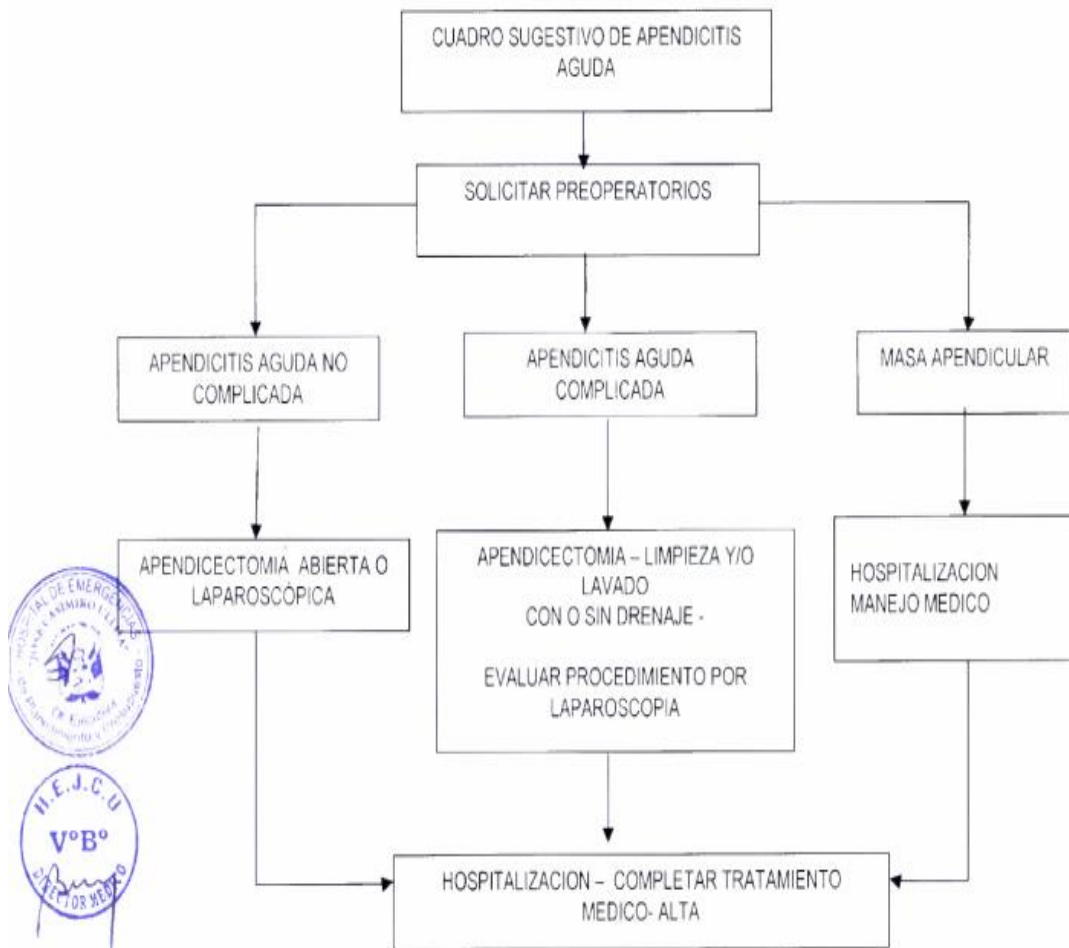 CUADRO SUGESTIVO DE APENDICITIS
AGUDA
SOLICITAR PREOPERATORIOS
APENDICITIS AGUDA NO
COMPLICADA
APENDICITIS AGUDA
COMPLICADA
MASA APENDICULAR
APENDICECTOMIA ABIERTA O
LAPAROSCÓPICA
APENDICECTOMIA – LIMPIEZA Y/O
LAVADO
CON O SIN DRENAJE -
EVALUAR PROCEDIMIENTO POR
LAPAROSCOPIA
HOSPITALIZACION
MANEJO MEDICO
HOSPITAL DE EMERGENCIAS
H.E.J.C.U
V°B°
DIRECTOR MEDICO
HOSPITALIZACION – COMPLETAR TRATAMIENTO
MEDICO- ALTA